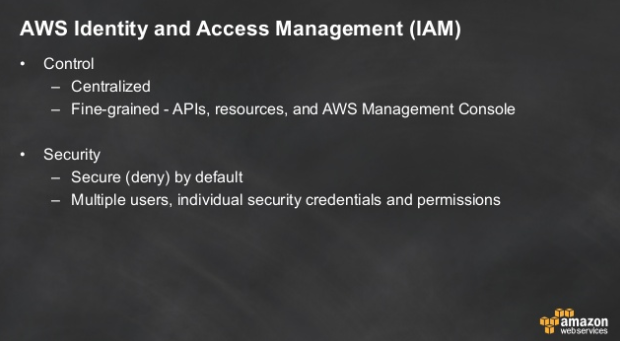 AWS Identity and Access Management (IAM)
• Control
– Centralized
– Fine-grained - APIs, resources, and AWS Management Console
• Security
– Secure (deny) by default
– Multiple users, individual security credentials and permissions
amazon
webservices